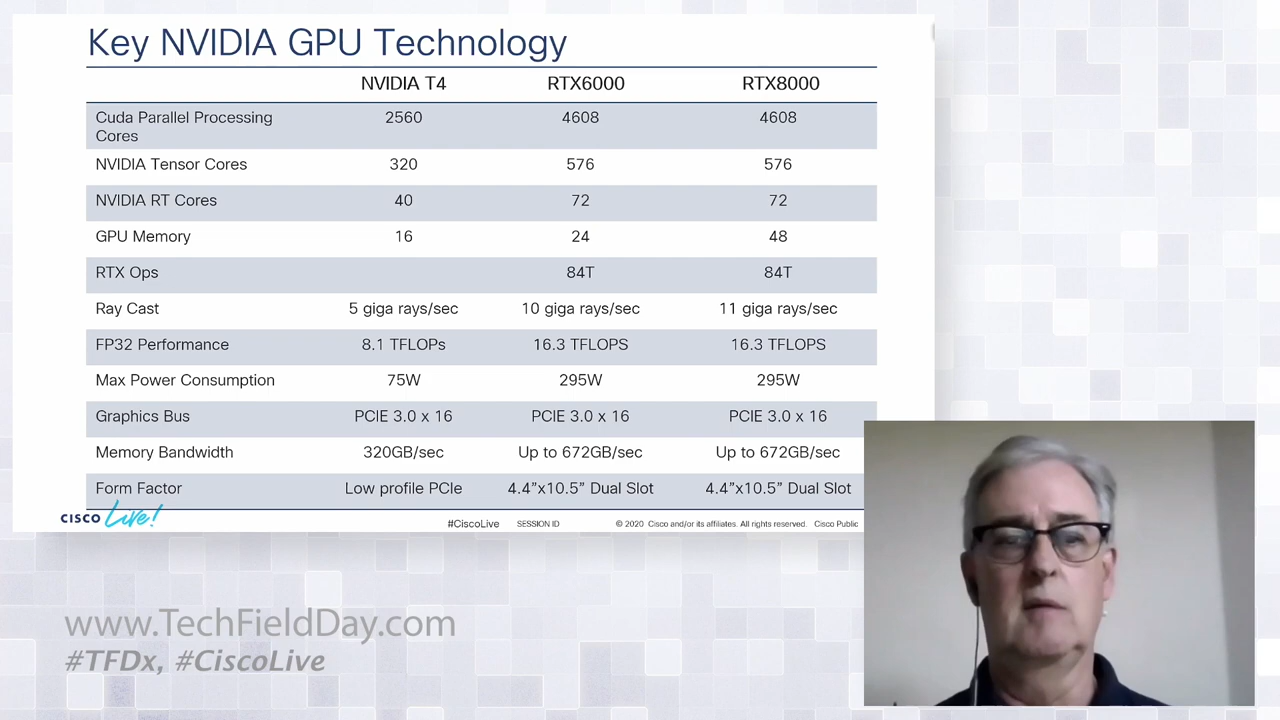 Key NVIDIA GPU Technology
NVIDIA T4 RTX6000 RTX8000
Cuda Parallel Processing Cores 2560 4608 4608
NVIDIA Tensor Cores 320 576 576
NVIDIA RT Cores 40 72 72
GPU Memory 16 24 48
RTX Ops 84T 84T
Ray Cast 5 giga rays/sec 10 giga rays/sec 11 giga rays/sec
FP32 Performance 8.1 TFLOPs 16.3 TFLOPS 16.3 TFLOPS
Max Power Consumption 75W 295W 295W
Graphics Bus PCIE 3.0 x 16 PCIE 3.0 x 16 PCIE 3.0 x 16
Memory Bandwidth 320GB/sec Up to 672GB/sec Up to 672GB/sec
Form Factor Low profile PCIe 4.4”x10.5” Dual Slot 4.4”x10.5” Dual Slot
CISCO Live! #CiscoLive SESSION ID © 2020 Cisco and/or its affiliates. All rights reserved. Cisco Public
www.TechFieldDay.com
#TFDx, #CiscoLive